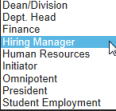 Dean/Division
Dept. Head
Finance
Hiring Manager
Human Resources
Initiator
Omnipotent
President
Student Employment